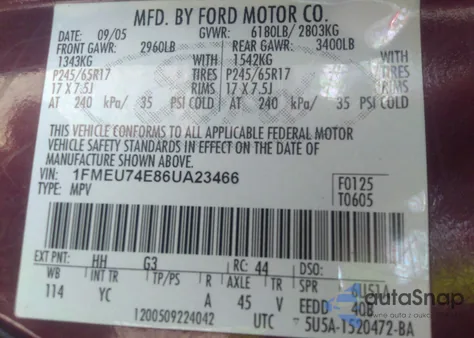 MFD. BY FORD MOTOR CO.
DATE: 09/05 GVWR: 6180LB/ 2803KG
FRONT GAWR: 2960LB REAR GAWR: 3400LB
1343KG 1542KG
P245/65R17 TIRES P245/65R17 TIRES
17 X 7.5J RIMS 17 X 7.5J RIMS
AT 240 kPa/ 35 PSI COLD AT 240 kPa/ 35 PSI COLD
THIS VEHICLE CONFORMS TO ALL APPLICABLE FEDERAL MOTOR
VEHICLE SAFETY STANDARDS IN EFFECT ON THE DATE OF
MANUFACTURE SHOWN ABOVE.
VEH. IDENT. NO.: 1FMEU74E86UA23466
TYPE: MPV
F0125
T0605
EXT PNT: HH G3 RC: 44 DSO:
WB INT TR TP/PS R AXLE TR SPR 6U51A
114 YC A 45 V EEDD 40B
1200509224042 UTC 5U5A-1520472-BA
autaSnap